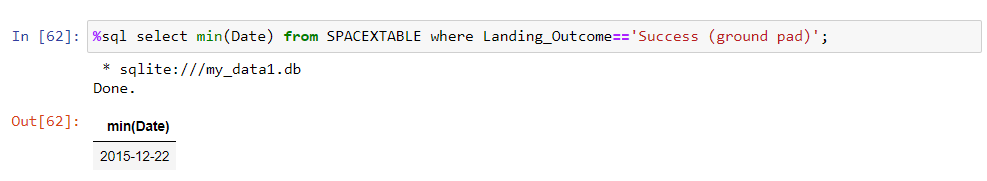 In [62]: %sql select min(Date) from SPACEXTABLE where Landing_Outcome=='Success (ground pad)';
* sqlite:///my_data1.db
Done.
Out[62]:
min(Date)
2015-12-22